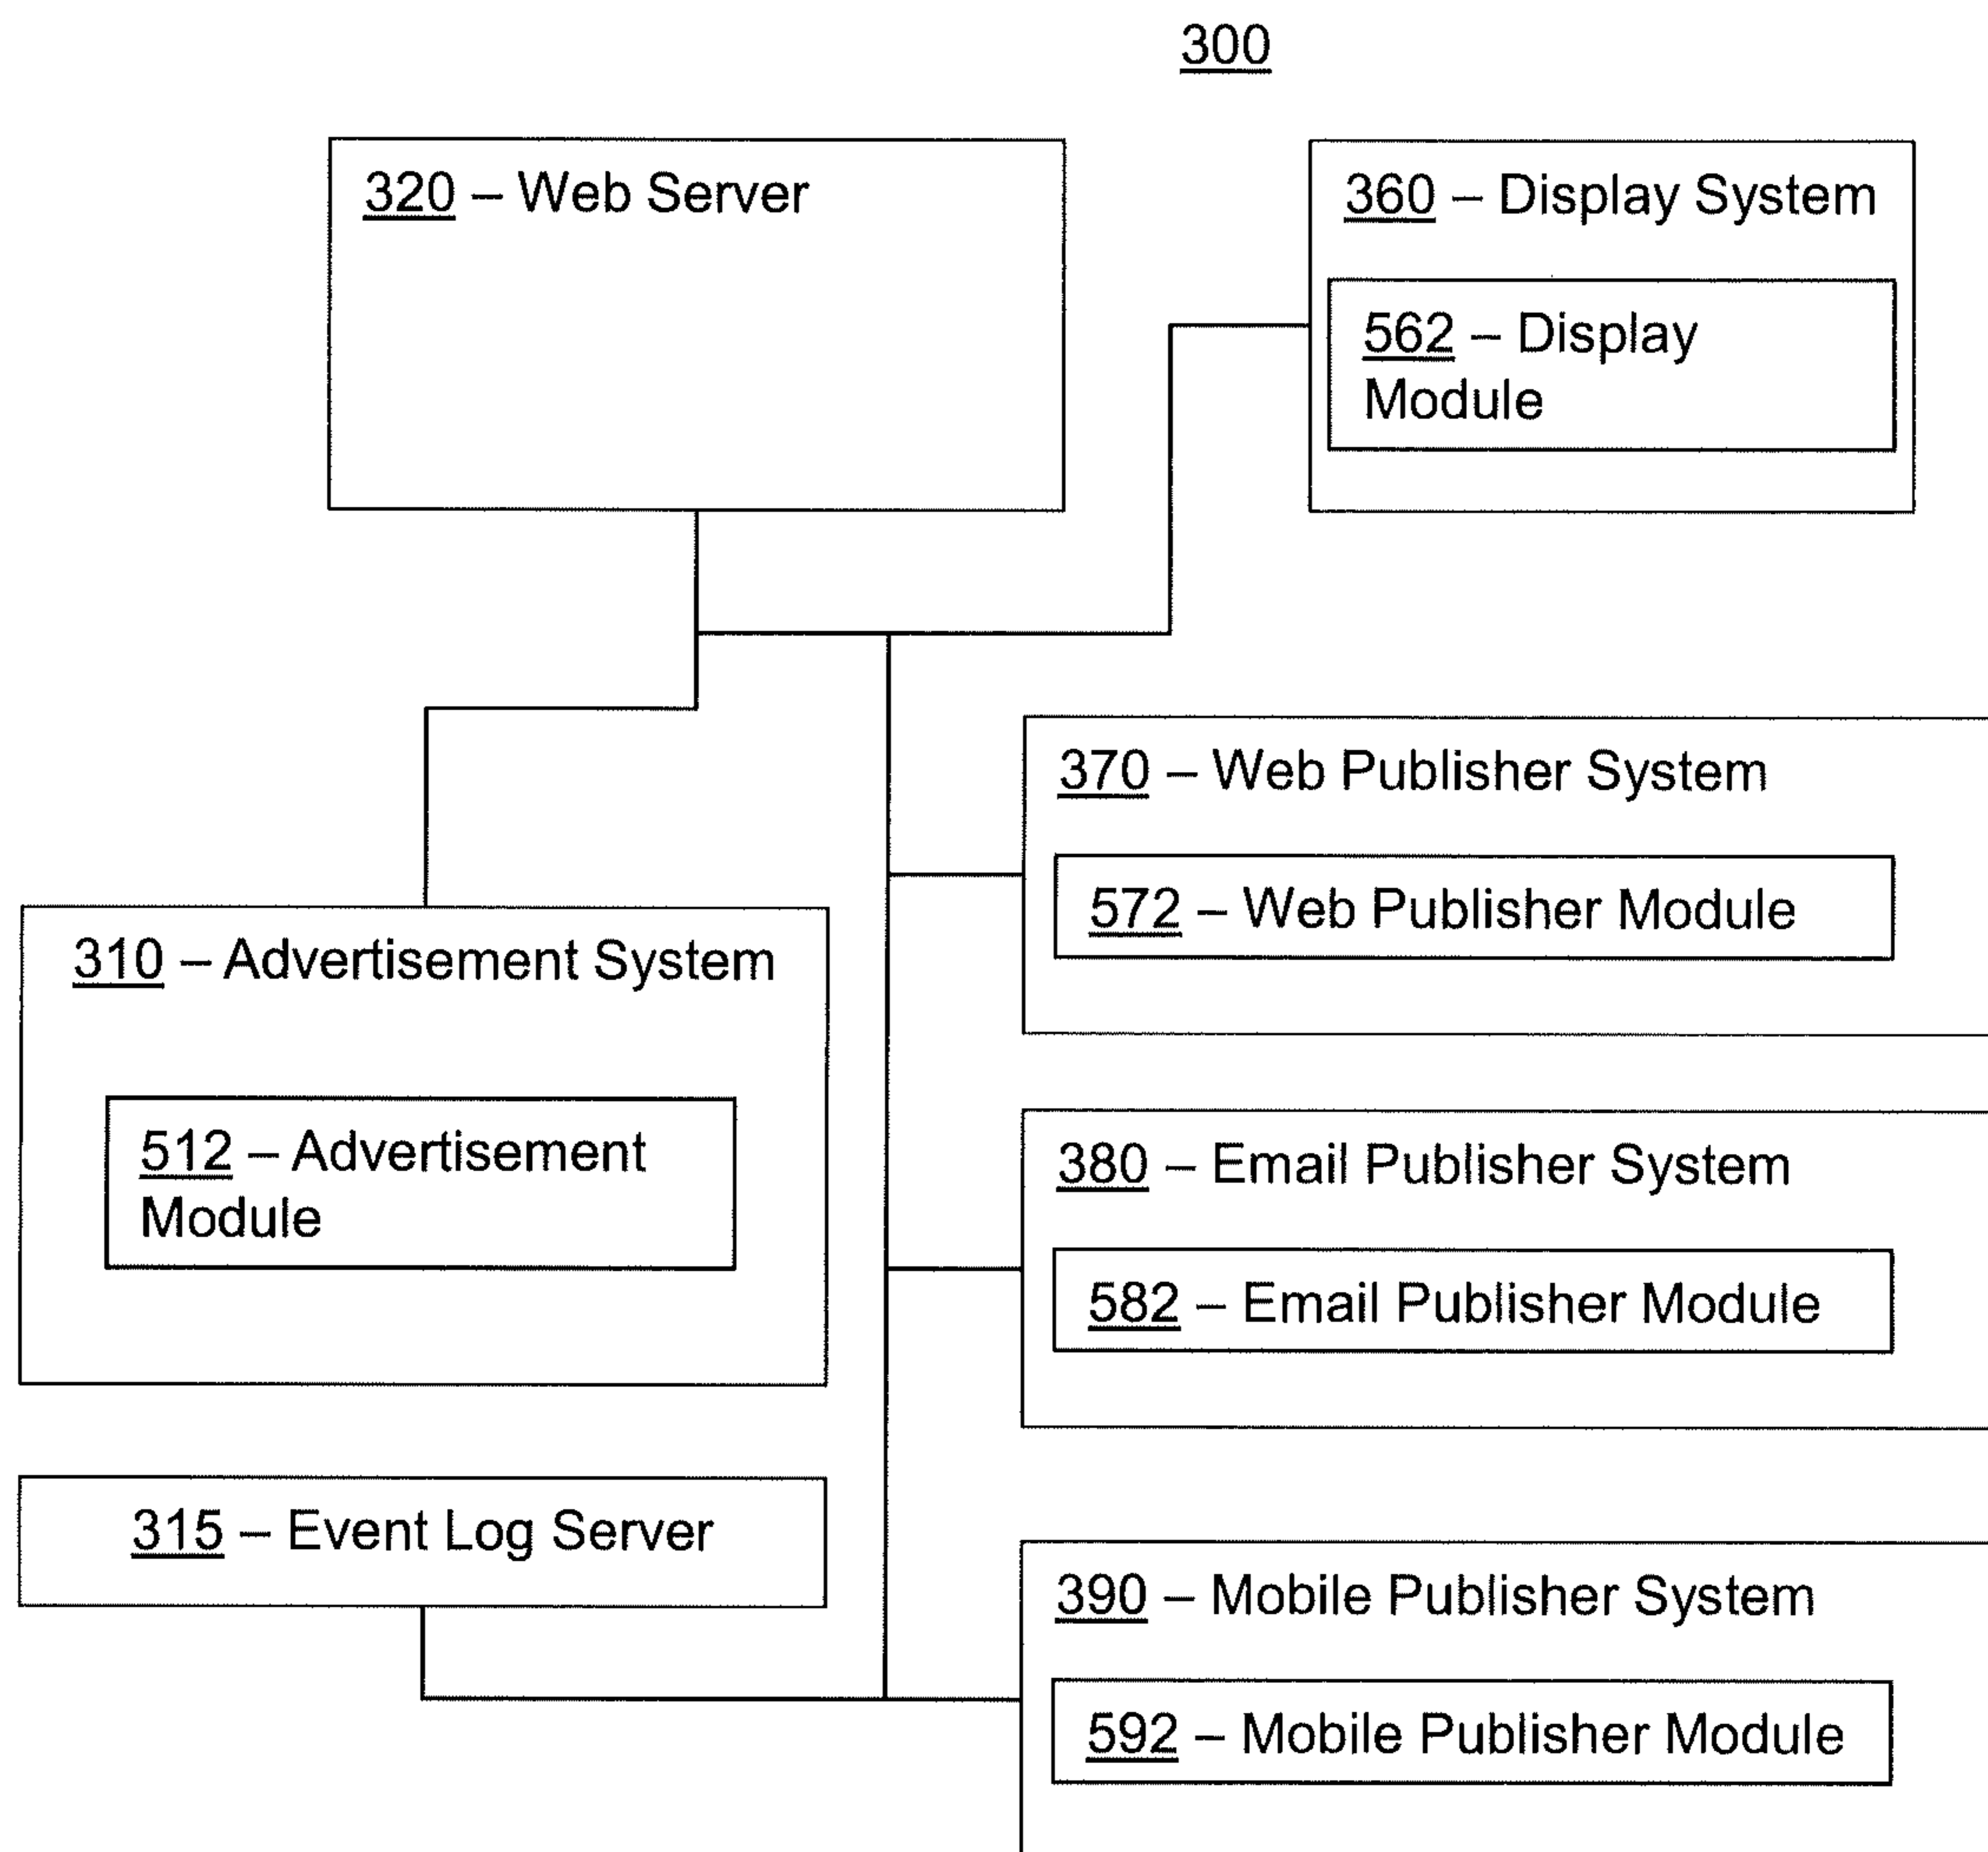 300
320 – Web Server
360 – Display System
562 – Display
Module
370 – Web Publisher System
572 – Web Publisher Module
310 – Advertisement System
512 – Advertisement
Module
380 – Email Publisher System
582 – Email Publisher Module
315 – Event Log Server
390 – Mobile Publisher System
592 – Mobile Publisher Module